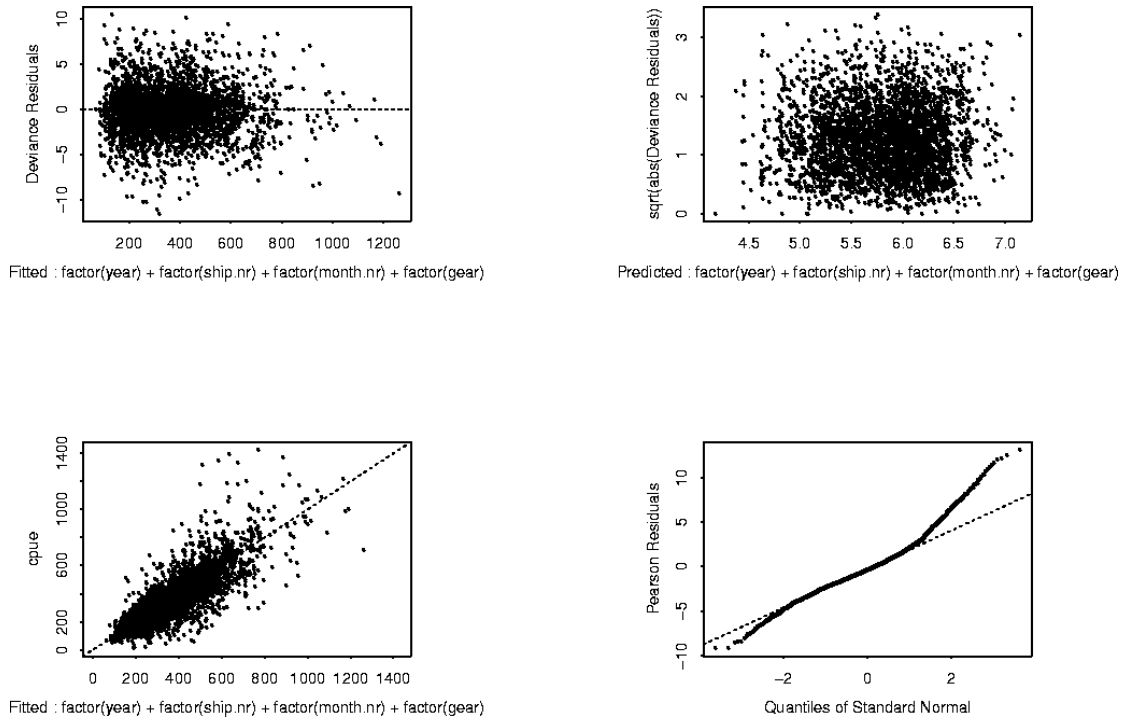 Deviance Residuals
10
5
0
−5
−10
200 400 600 800 1000 1200
Fitted : factor(year) + factor(ship.nr) + factor(month.nr) + factor(gear)
sqrt(abs(Deviance Residuals))
3
2
1
0
4.5 5.0 5.5 6.0 6.5 7.0
Predicted : factor(year) + factor(ship.nr) + factor(month.nr) + factor(gear)
cpue
1400
1000
600
200
0
0 200 400 600 800 1000 1200 1400
Fitted : factor(year) + factor(ship.nr) + factor(month.nr) + factor(gear)
Pearson Residuals
10
5
0
−5
−10
−2 0 2
Quantiles of Standard Normal